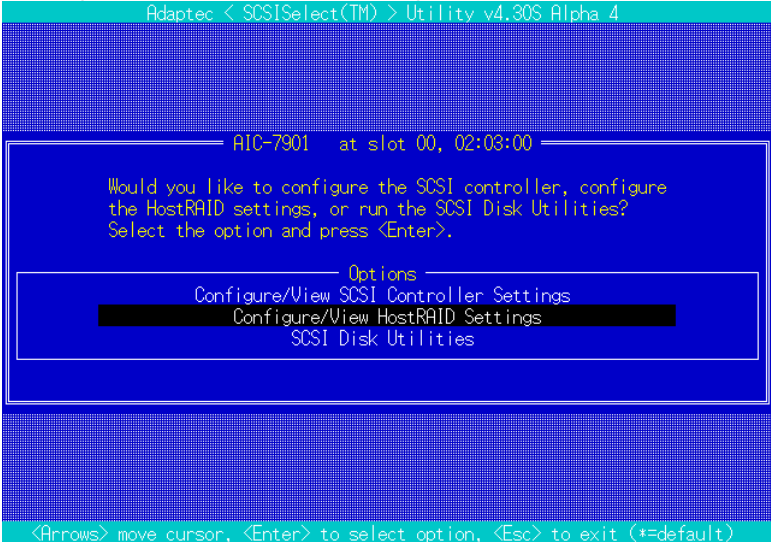 Adaptec < SCSISelect(TM) > Utility v4.30S Alpha 4
AIC-7901 at slot 00, 02:03:00
Would you like to configure the SCSI controller, configure
the HostRAID settings, or run the SCSI Disk Utilities?
Select the option and press <Enter>.
Options
Configure/View SCSI Controller Settings
Configure/View HostRAID Settings
SCSI Disk Utilities
<Arrows> move cursor, <Enter> to select option, <Esc> to exit (*=default)